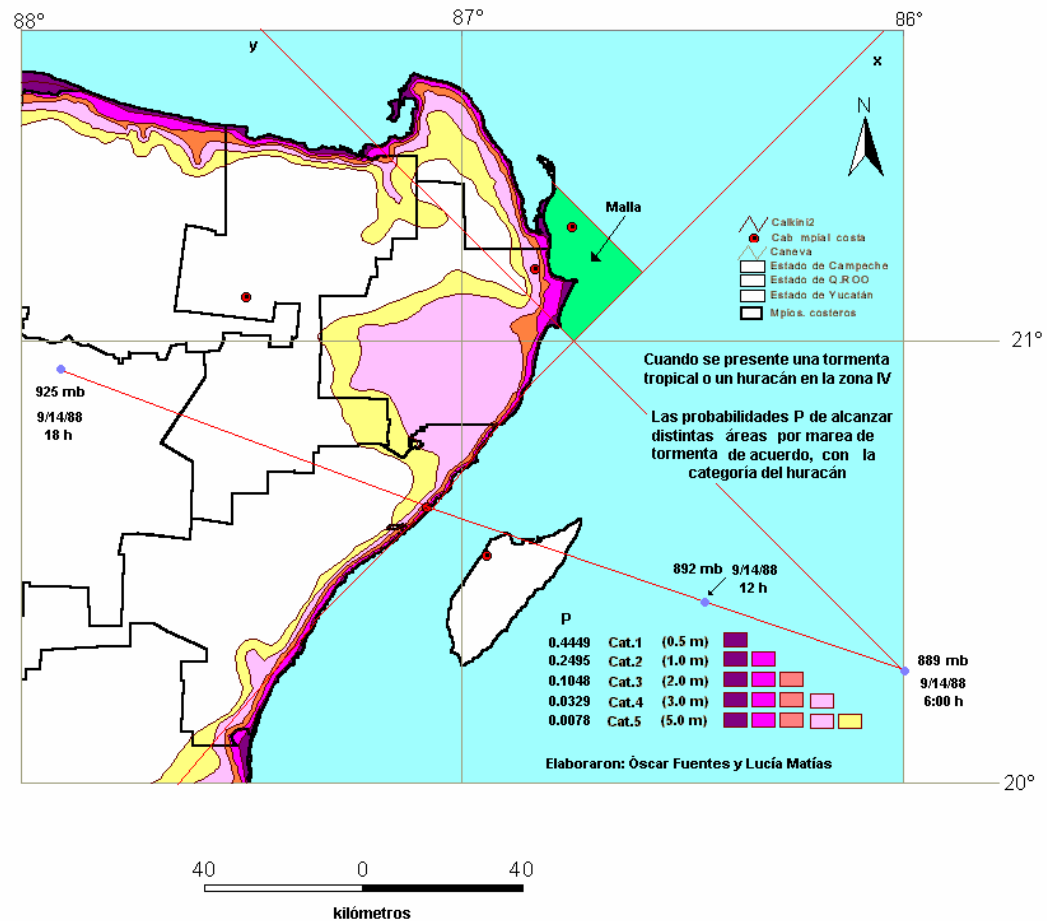 88°
87°
86°
y
x
N
Malla
Calkini2
Cab mpial costa
Caneva
Estado de Campeche
Estado de Q.ROO
Estado de Yucatán
Mpios. costeros
21°
Cuando se presente una tormenta
tropical o un huracán en la zona IV
Las probabilidades P de alcanzar
distintas áreas por marea de
tormenta de acuerdo, con la
categoría del huracán
925 mb
9/14/88
18 h
892 mb
9/14/88
12 h
889 mb
9/14/88
6:00 h
P
0.4449 Cat.1 (0.5 m)
0.2495 Cat.2 (1.0 m)
0.1048 Cat.3 (2.0 m)
0.0329 Cat.4 (3.0 m)
0.0078 Cat.5 (5.0 m)
Elaboraron: Òscar Fuentes y Lucía Matías
20°
40 0 40
kilómetros